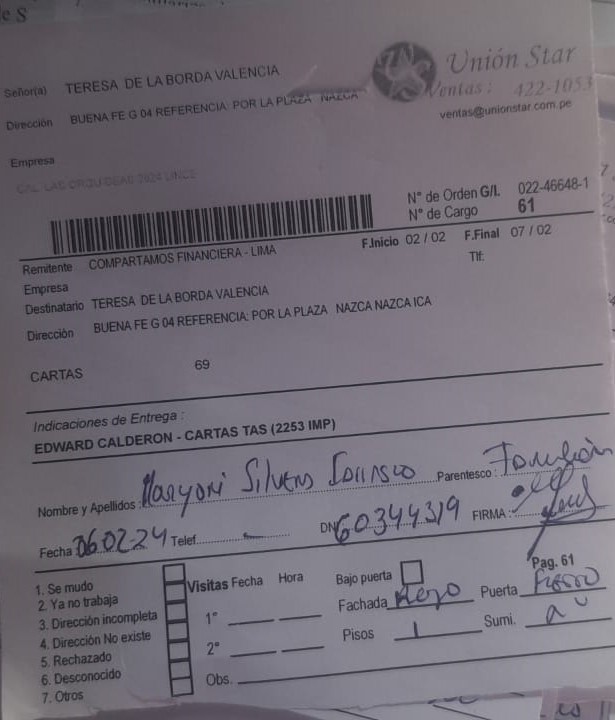 Señor(a) TERESA DE LA BORDA VALENCIA
Unión Star
Ventas : 422-1053
ventas@unionstar.com.pe
Dirección BUENA FE G 04 REFERENCIA: POR LA PLAZA NAZCA
Empresa
N° de Orden G/I. 022-46648-1
N° de Cargo 61
Remitente COMPARTAMOS FINANCIERA - LIMA F.Inicio 02 / 02 F.Final 07 / 02
Empresa Tlf:
Destinatario TERESA DE LA BORDA VALENCIA
Dirección BUENA FE G 04 REFERENCIA: POR LA PLAZA NAZCA NAZCA ICA
CARTAS 69
Indicaciones de Entrega :
EDWARD CALDERON - CARTAS TAS (2253 IMP)
Nombre y Apellidos : Parentesco :
Fecha 06.02-24 Telef. DNI 60344319 FIRMA :
Pag. 61
1. Se mudo Visitas Fecha Hora Bajo puerta
2. Ya no trabaja Fachada Puerta Fierro
3. Dirección incompleta 1° Pisos 1 Sumi.
4. Dirección No existe
5. Rechazado 2°
6. Desconocido Obs.
7. Otros